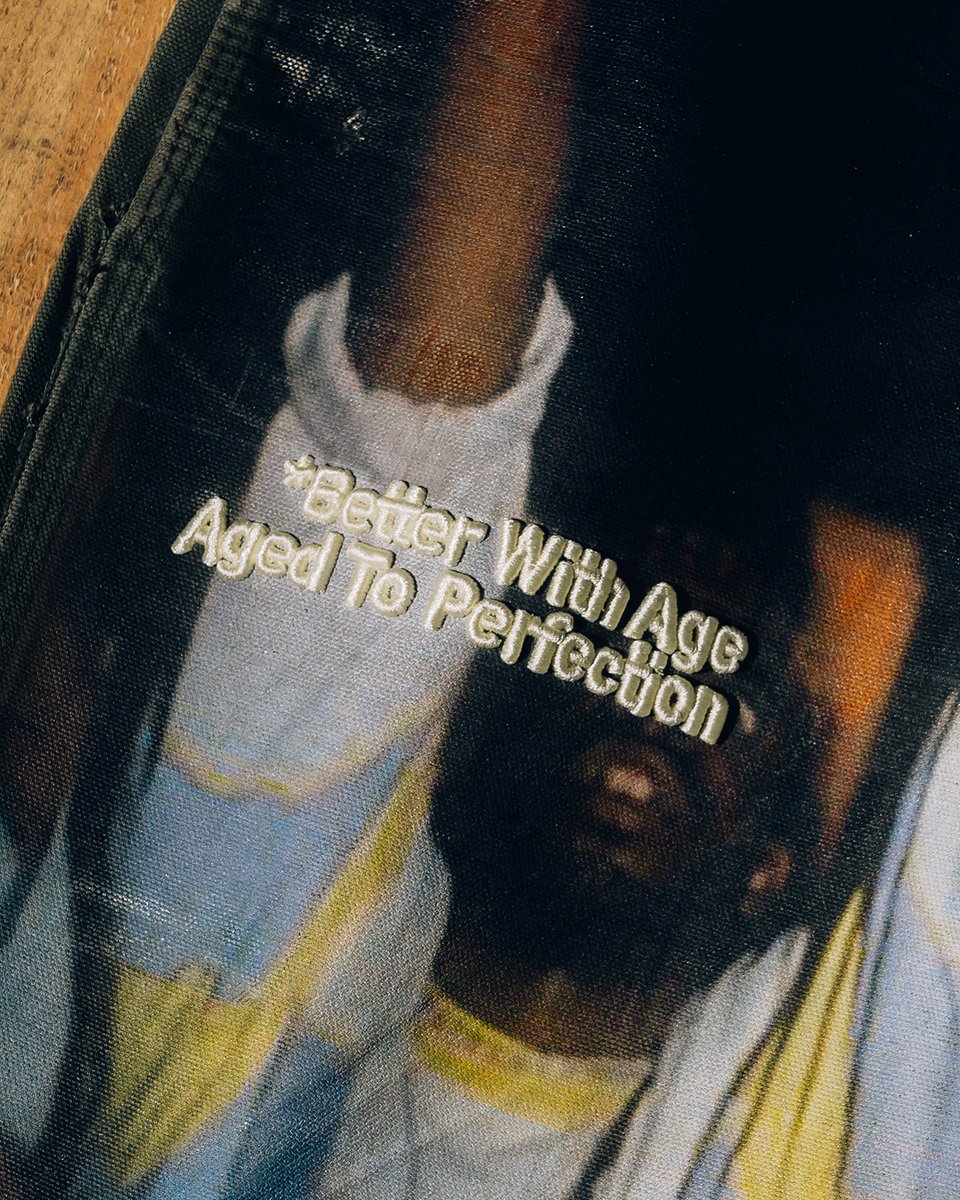 *Better With Age
Aged To Perfection